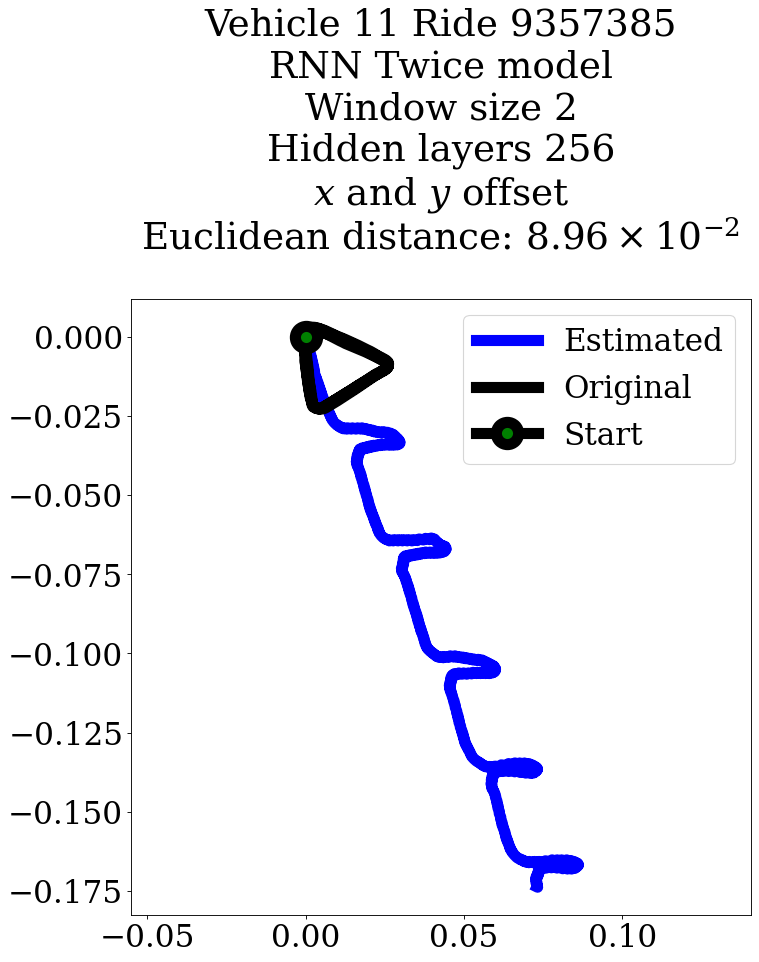 Vehicle 11 Ride 9357385
RNN Twice model
Window size 2
Hidden layers 256
x and y offset
Euclidean distance: 8.96 × 10⁻²
Estimated
Original
Start
0.000
−0.025
−0.050
−0.075
−0.100
−0.125
−0.150
−0.175
−0.05 0.00 0.05 0.10